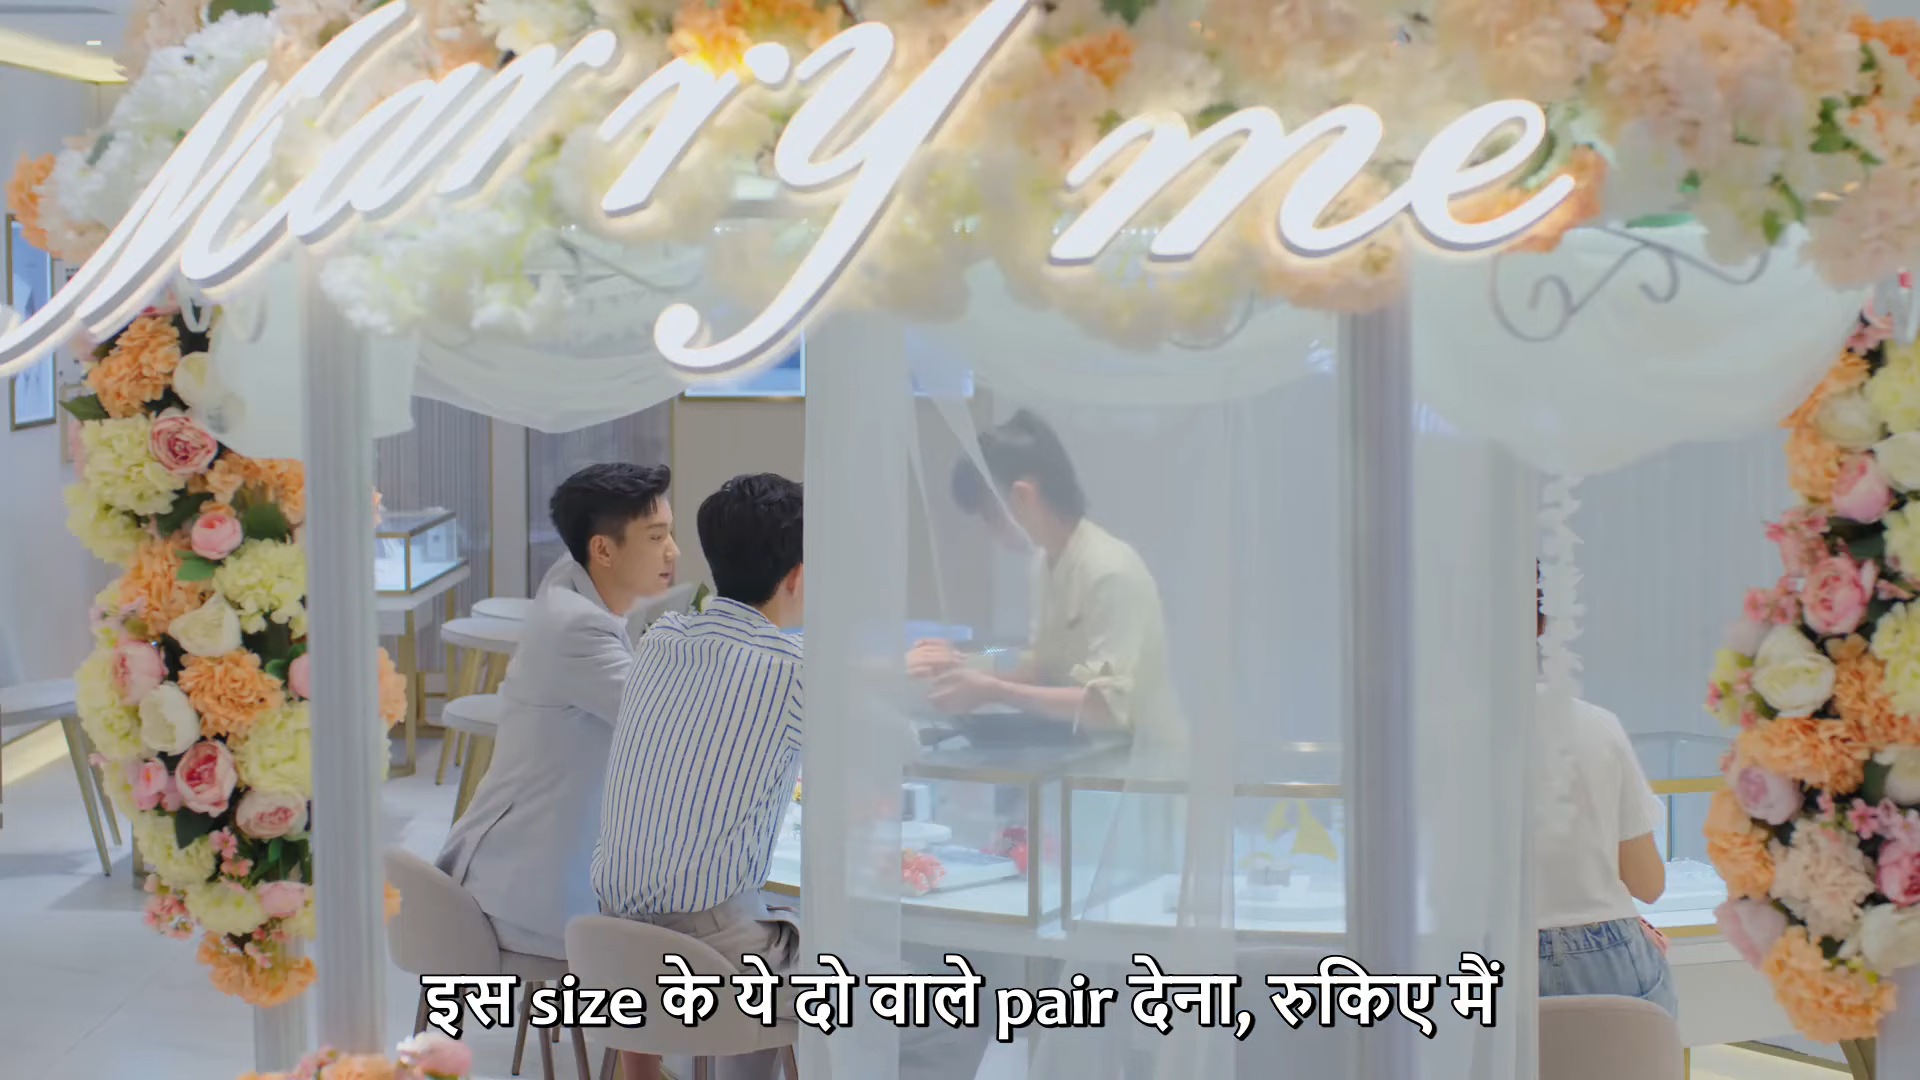 Marry me
इस size के ये दो वाले pair देना, रुकिए मैं